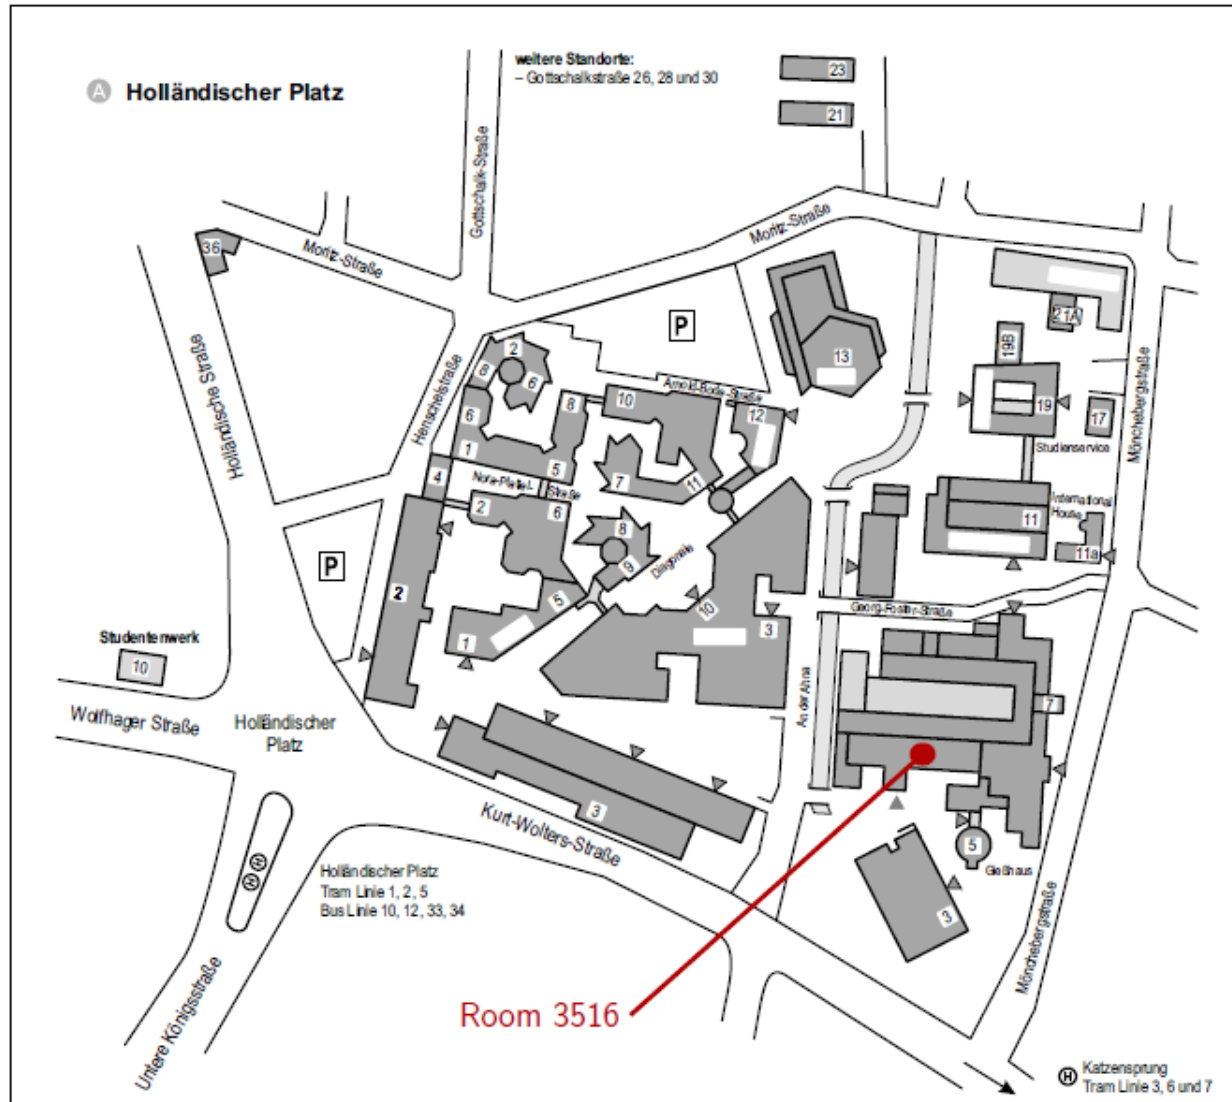 A Holländischer Platz
weitere Standorte:
– Gottschalkstraße 26, 28 und 30
23
21
Gottschalk-Straße
Moritz-Straße
Moritz-Straße
36
Holländische Straße
Henschelstraße
P
P
2
8
6
6
1
8
5
4
10
Arnold-Bode-Straße
12
13
7
11
Nora-Platiel-
Straße
2
6
8
9
Diagonale
10
3
5
1
2
21A
19B
19
17
Studienservice
Mönchebergstraße
International
House
11
11a
Georg-Forster-Straße
An der Ahna
7
Studentenwerk
10
Wolfhager Straße
Holländischer
Platz
3
Kurt-Wolters-Straße
5
Gießhaus
3
Mönchebergstraße
H
H
Holländischer Platz
Tram Linie 1, 2, 5
Bus Linie 10, 12, 33, 34
Untere Königsstraße
Room 3516
H Katzensprung
Tram Linie 3, 6 und 7